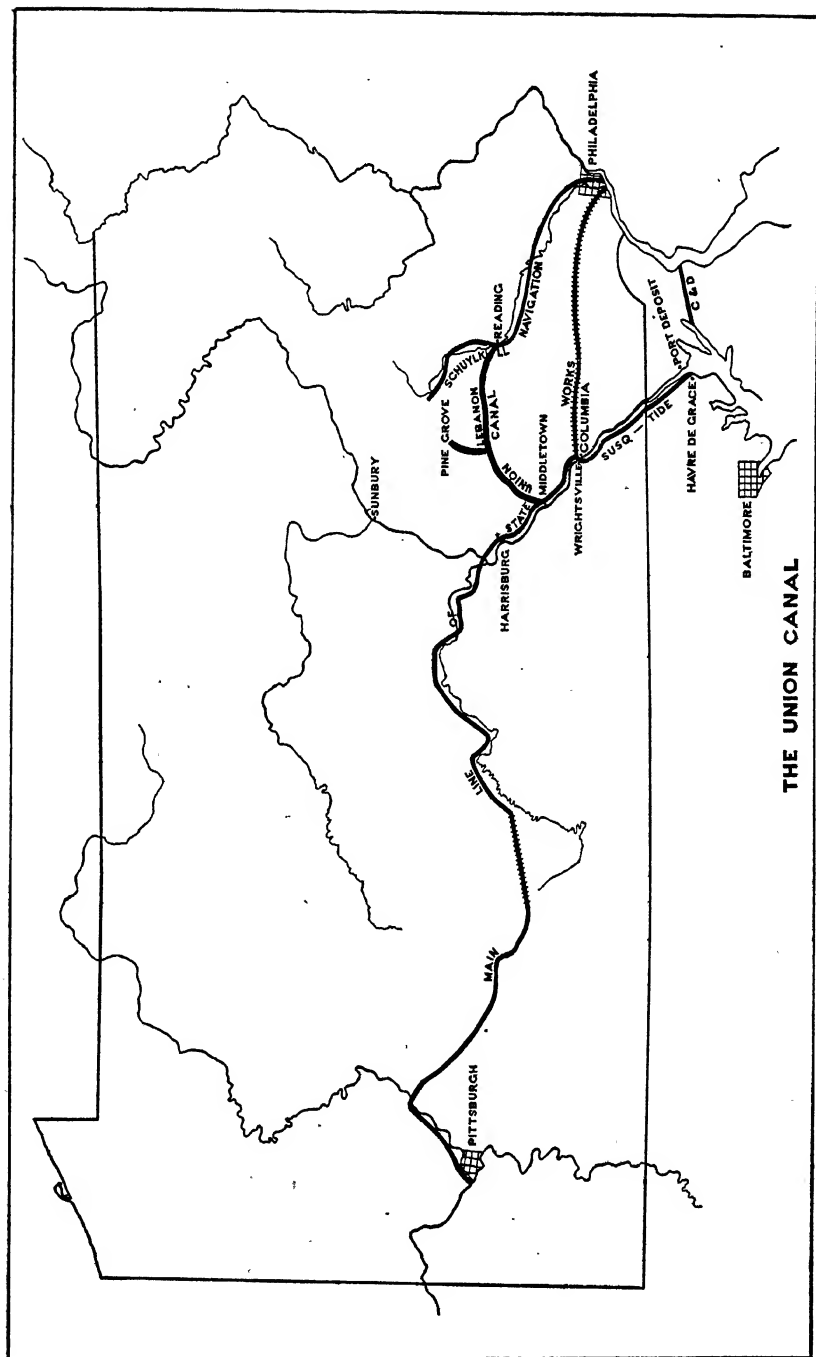 PHILADELPHIA
READING
NAVIGATION
SCHUYLK
PINE GROVE
LEBANON
CANAL
UNION
MIDDLETOWN
WORKS
COLUMBIA
WRIGHTSVILLE
SUSQ — TIDE
PORT DEPOSIT
C & D
HAVRE DE GRACE
BALTIMORE
SUNBURY
STATE
HARRISBURG
OF
LINE
MAIN
PITTSBURGH
THE UNION CANAL